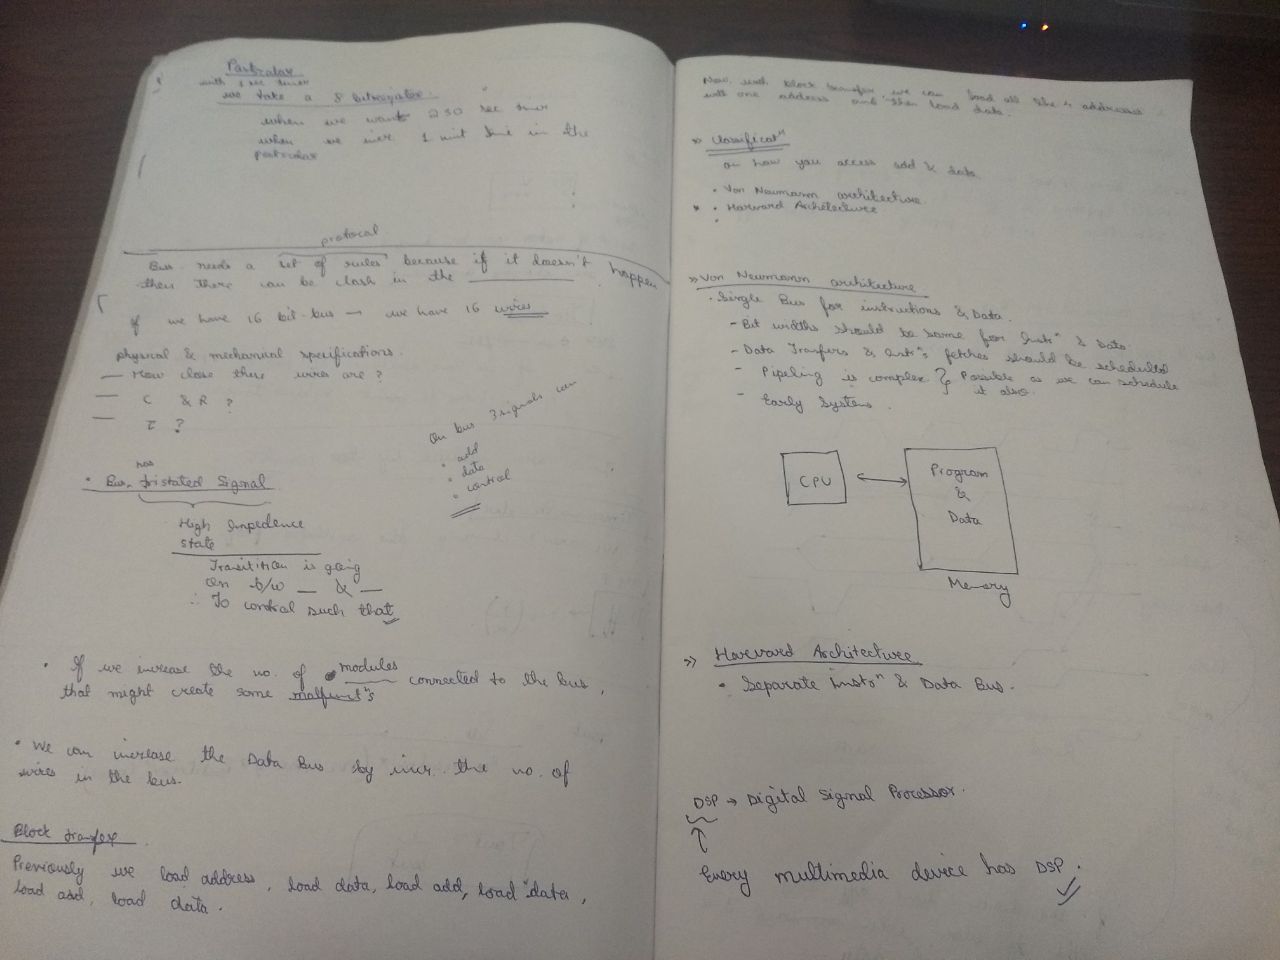 with 1 sec timer
we take a 8 bit register.
when we want 250 sec timer
when we incr 1 unit time in the
protocol
Bus needs a set of rules because if it doesn't happen
then there can be clash in the
If we have 16 bit-bus → we have 16 wires
physical & mechanical specifications.
— How close these wires are ?
— C & R ?
— τ ?
On bus 3 signals can
• add
• data
• control
has
• Bus tristated Signal
High Impedence
state
Transition is going
on b/w __ & __
∴ To control such that
• If we increase the no. of modules connected to the bus,
that might create some malfunctⁿs
• We can increase the Data Bus by incr. the no. of
wires in the bus.
Block transfer
Previously we load address, load data, load add, load data,
load add, load data.
Now, with block transfer we can load all the 4 addresses
with one address and then load data.
» Classificatⁿ
on how you access add & data
• Von Neumann architecture.
• Harvard Architecture
» Von Neumann architecture
• Single Bus for instructions & Data.
- Bit widths should be same for Instrⁿ & Data.
- Data Tranfers & Instrⁿs fetches should be scheduled
- Pipeling is complex } Possible as we can schedule
it also.
- Early Systems.
CPU
Program
&
Data
Memory
» Harvard Architecture
• Separate instrⁿ & Data Bus.
DSP → Digital Signal Processor.
Every multimedia device has DSP.